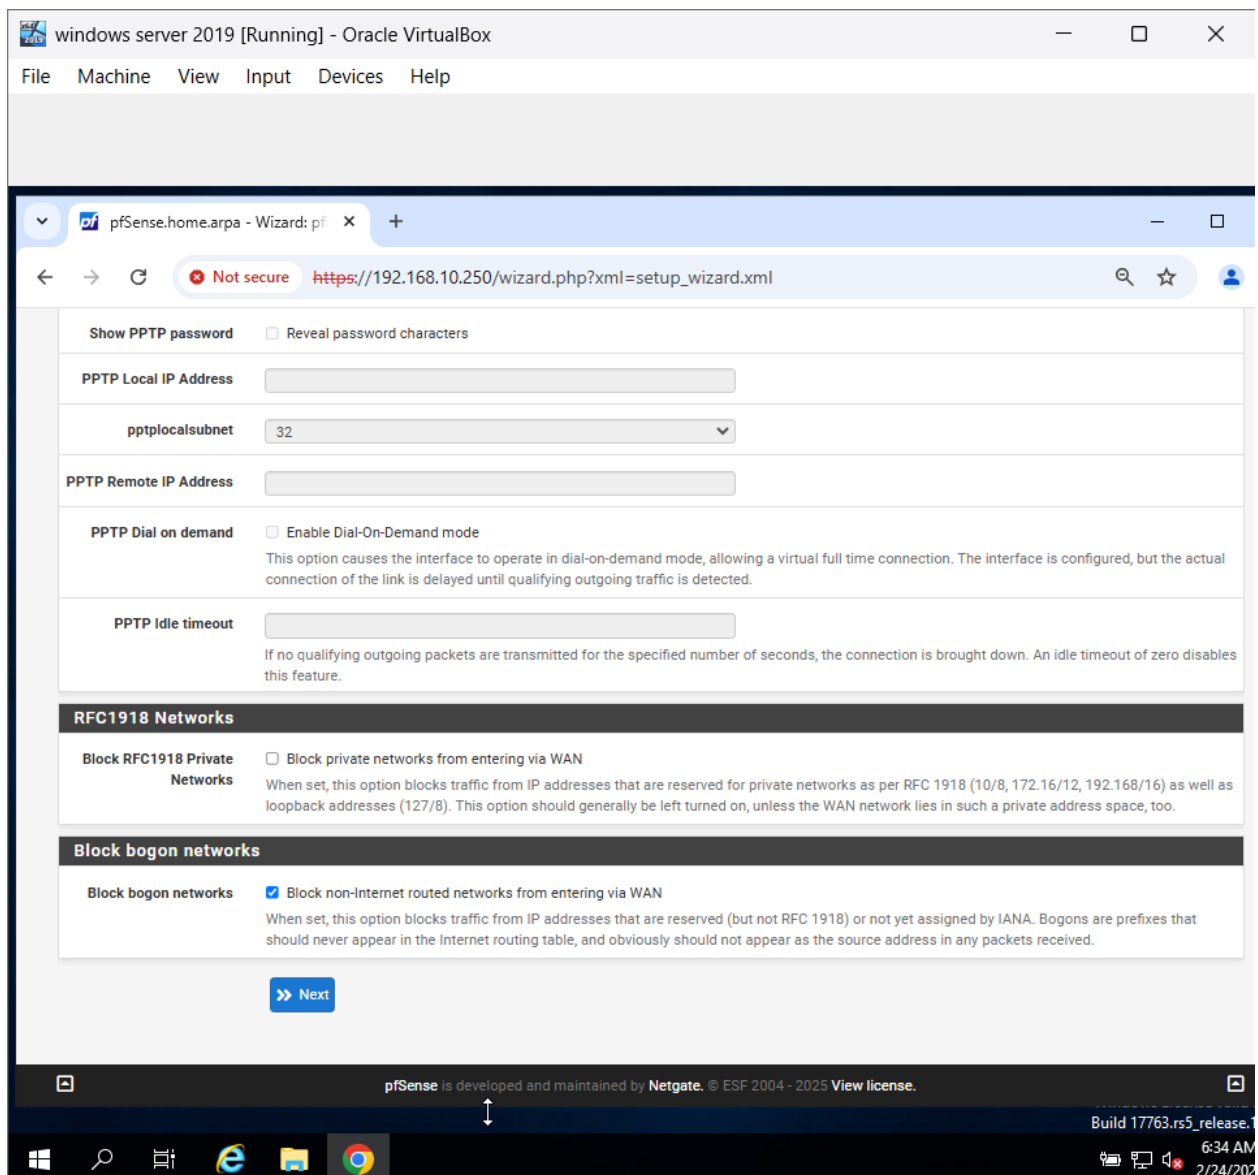 windows server 2019 [Running] - Oracle VirtualBox
File Machine View Input Devices Help
pfSense.home.arpa - Wizard: pf
Not secure https://192.168.10.250/wizard.php?xml=setup_wizard.xml
Show PPTP password Reveal password characters
PPTP Local IP Address
pptplocalsubnet 32
PPTP Remote IP Address
PPTP Dial on demand Enable Dial-On-Demand mode
This option causes the interface to operate in dial-on-demand mode, allowing a virtual full time connection. The interface is configured, but the actual
connection of the link is delayed until qualifying outgoing traffic is detected.
PPTP Idle timeout
If no qualifying outgoing packets are transmitted for the specified number of seconds, the connection is brought down. An idle timeout of zero disables
this feature.
RFC1918 Networks
Block RFC1918 Private
Networks
Block private networks from entering via WAN
When set, this option blocks traffic from IP addresses that are reserved for private networks as per RFC 1918 (10/8, 172.16/12, 192.168/16) as well as
loopback addresses (127/8). This option should generally be left turned on, unless the WAN network lies in such a private address space, too.
Block bogon networks
Block bogon networks Block non-Internet routed networks from entering via WAN
When set, this option blocks traffic from IP addresses that are reserved (but not RFC 1918) or not yet assigned by IANA. Bogons are prefixes that
should never appear in the Internet routing table, and obviously should not appear as the source address in any packets received.
Next
pfSense is developed and maintained by Netgate. © ESF 2004 - 2025 View license.
Build 17763.rs5_release.1
6:34 AM
2/24/202